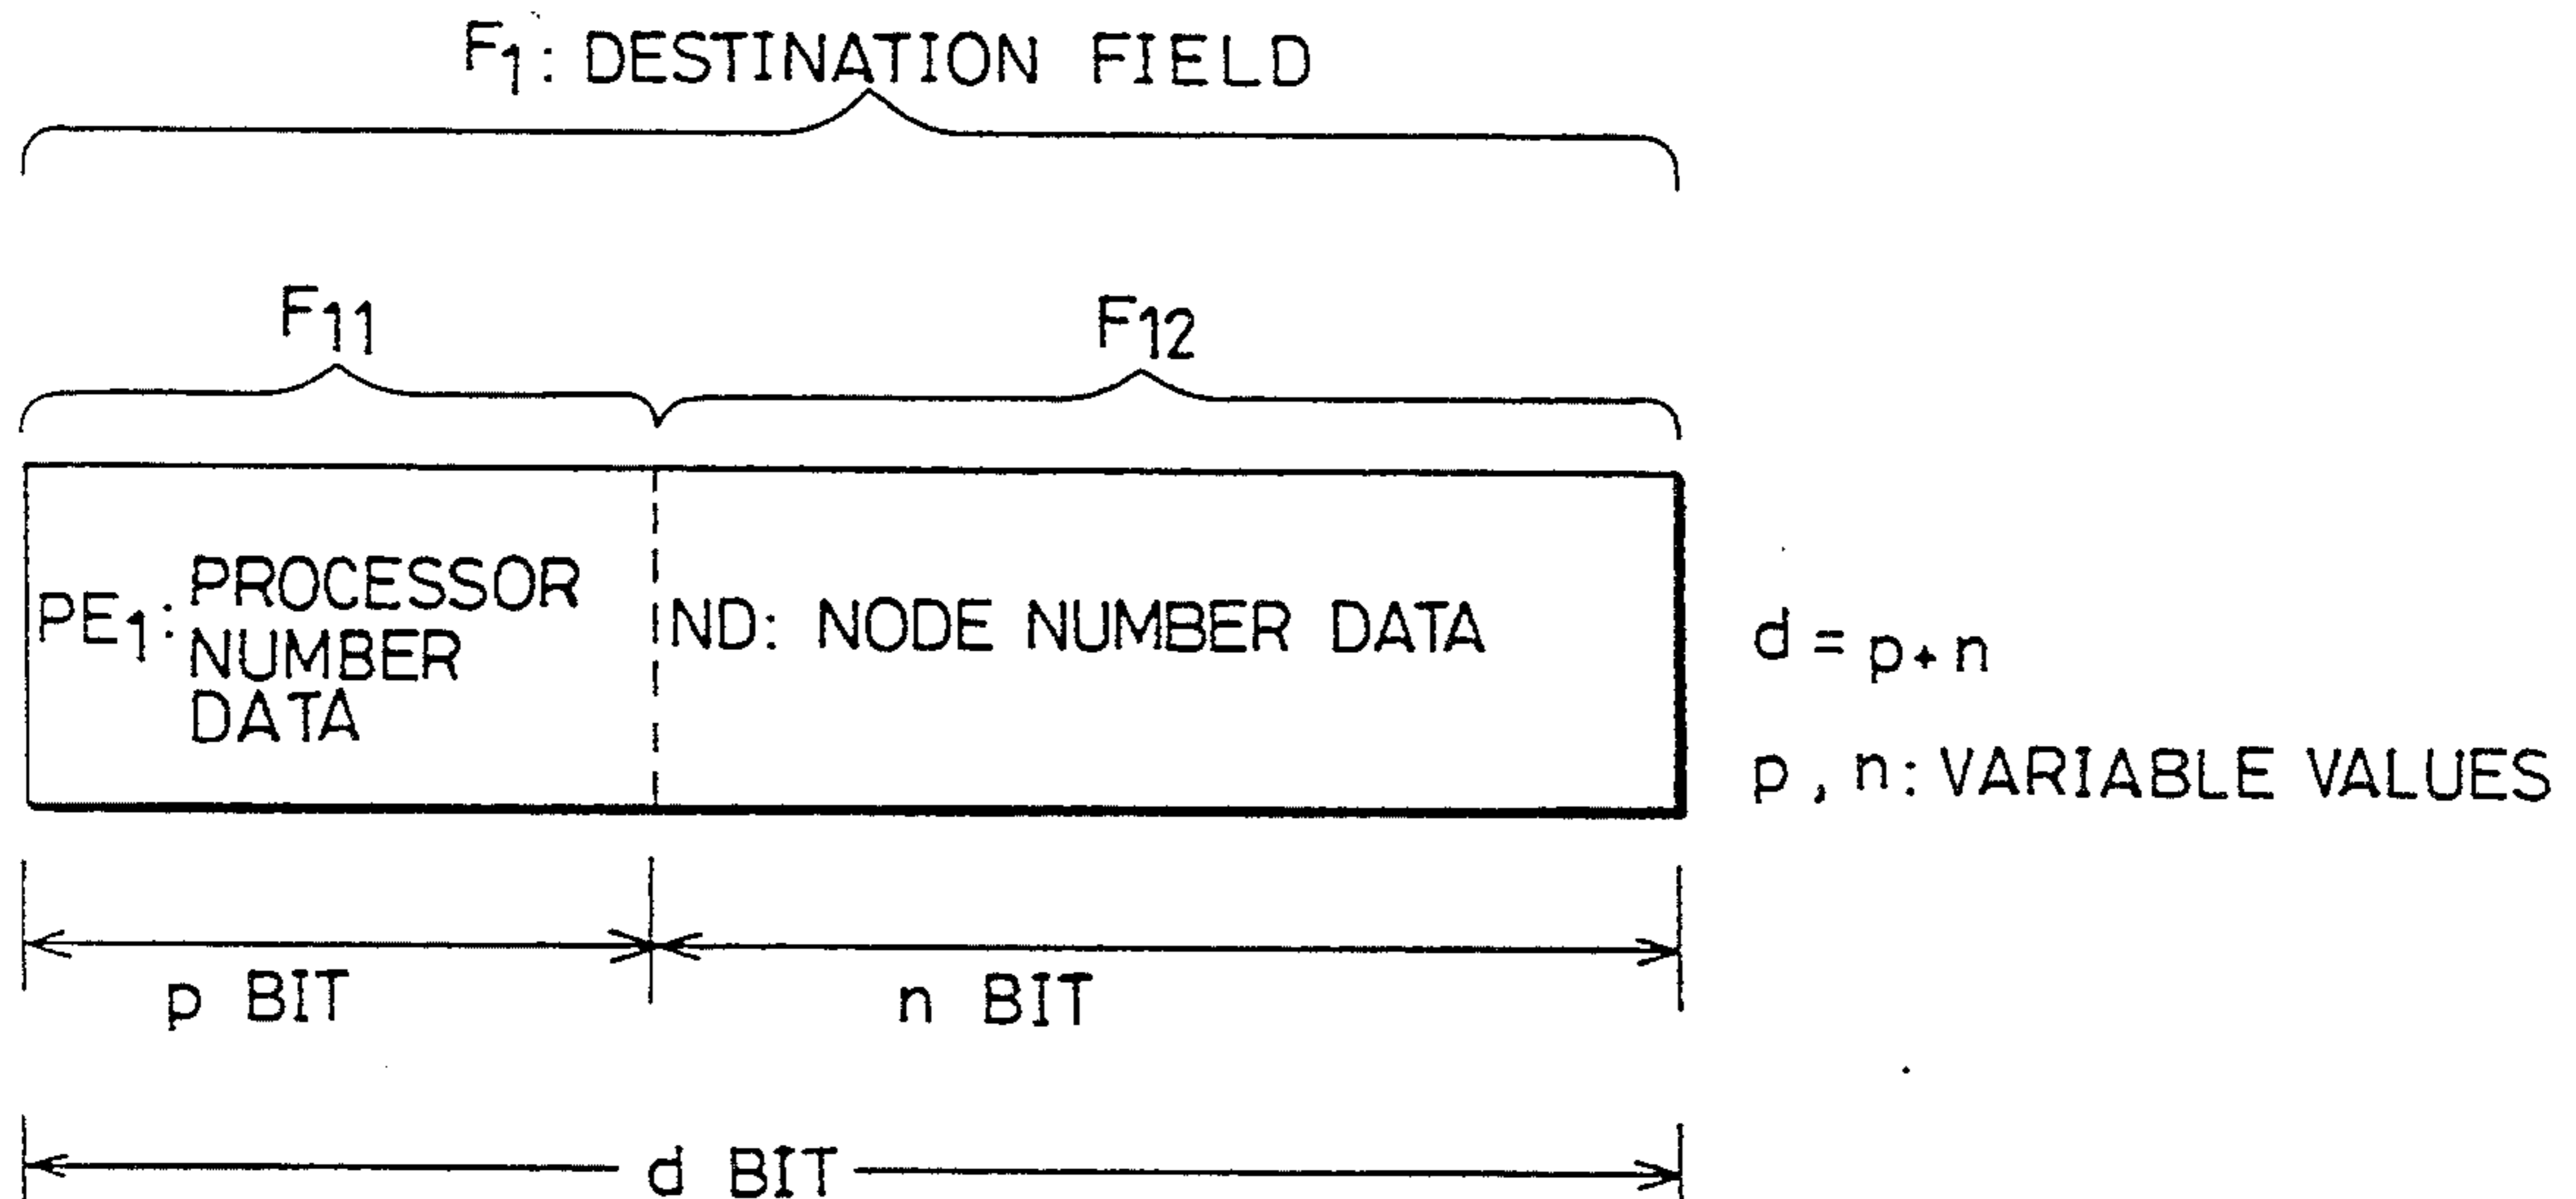 F₁: DESTINATION FIELD
F₁₁
F₁₂
PE₁: PROCESSOR
NUMBER
DATA
ND: NODE NUMBER DATA
d = p + n
p, n: VARIABLE VALUES
p BIT
n BIT
d BIT